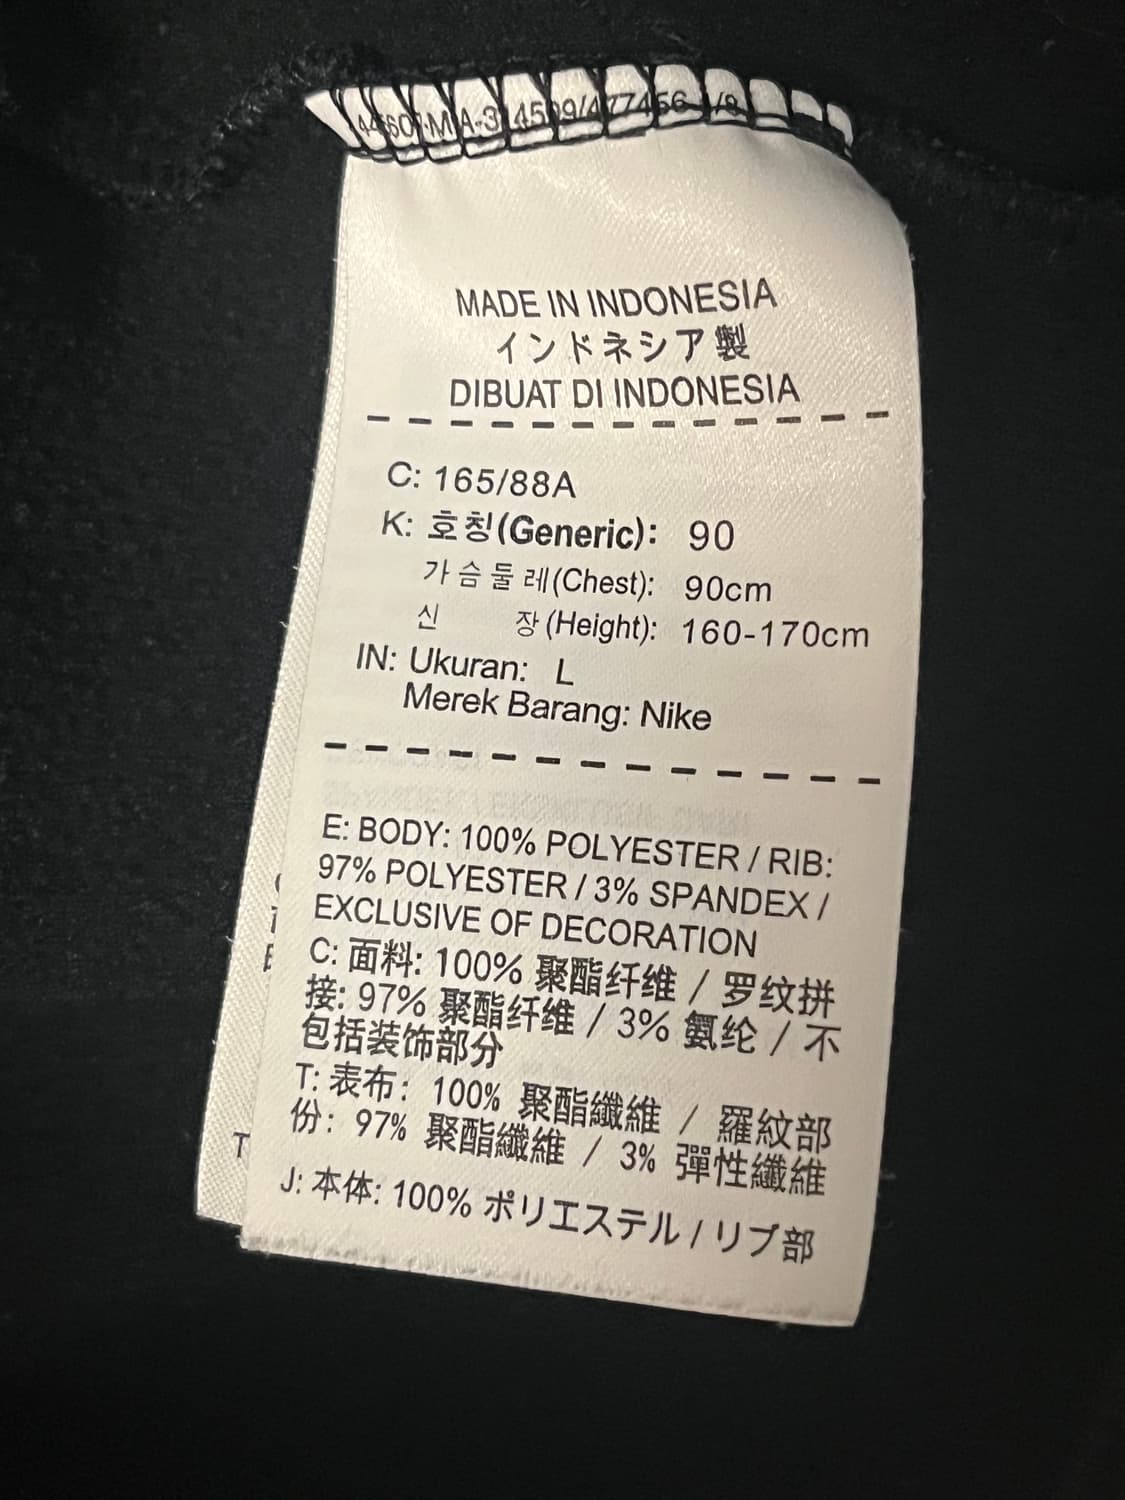 MADE IN INDONESIA
インドネシア製
DIBUAT DI INDONESIA
C: 165/88A
K: 호칭(Generic): 90
가슴둘레(Chest): 90cm
신 장(Height): 160-170cm
IN: Ukuran: L
Merek Barang: Nike
E: BODY: 100% POLYESTER / RIB:
97% POLYESTER / 3% SPANDEX /
EXCLUSIVE OF DECORATION
C: 面料: 100% 聚酯纤维 / 罗纹拼
接: 97% 聚酯纤维 / 3% 氨纶 / 不
包括装饰部分
T: 表布: 100% 聚酯纖維 / 羅紋部
份: 97% 聚酯纖維 / 3% 彈性纖維
J: 本体: 100% ポリエステル / リブ部